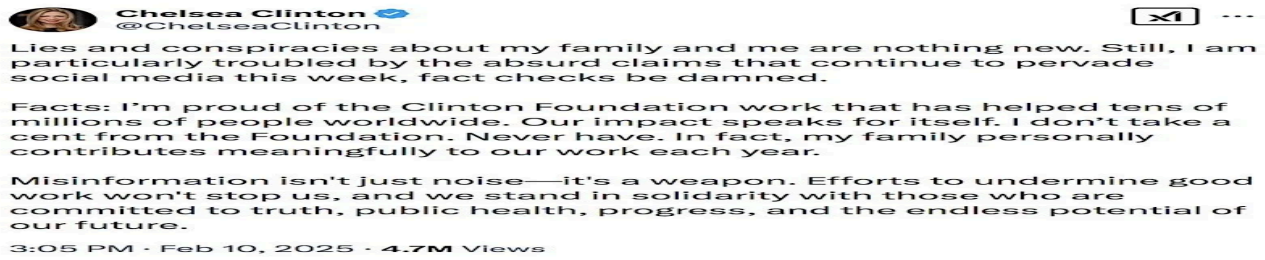 Chelsea Clinton
@ChelseaClinton
Lies and conspiracies about my family and me are nothing new. Still, I am
particularly troubled by the absurd claims that continue to pervade
social media this week, fact checks be damned.
Facts: I’m proud of the Clinton Foundation work that has helped tens of
millions of people worldwide. Our impact speaks for itself. I don’t take a
cent from the Foundation. Never have. In fact, my family personally
contributes meaningfully to our work each year.
Misinformation isn't just noise—it's a weapon. Efforts to undermine good
work won't stop us, and we stand in solidarity with those who are
committed to truth, public health, progress, and the endless potential of
our future.
3:05 PM · Feb 10, 2025 · 4.7M Views